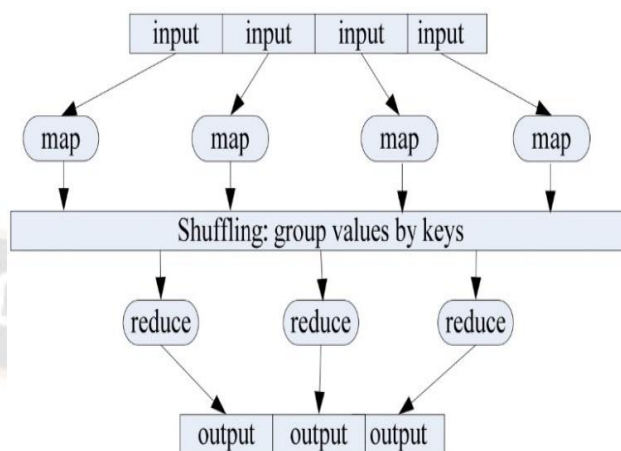 input input input input
map map map map
Shuffling: group values by keys
reduce reduce reduce
output output output